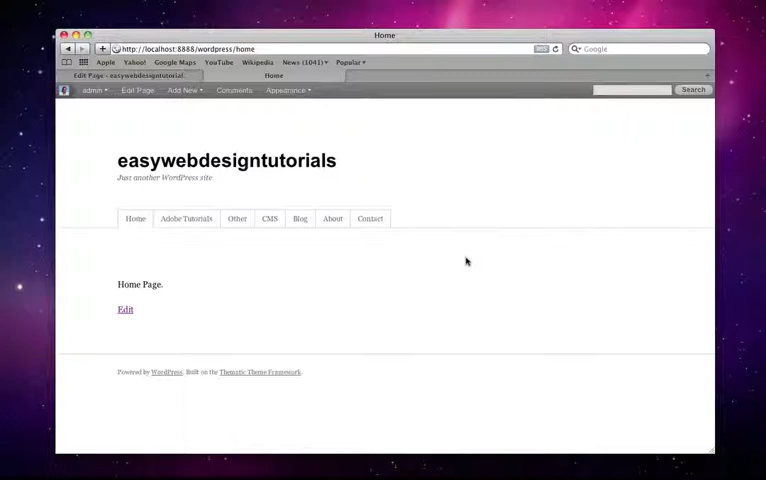 Home
http://localhost:8888/wordpress/home
Google
Apple Yahoo! Google Maps YouTube Wikipedia News (1041) Popular
Edit Page ‹ easywebdesigntutorial Home +
admin Edit Page Add New Comments Appearance Search
easywebdesigntutorials
Just another WordPress site
Home Adobe Tutorials Other CMS Blog About Contact
Home Page.
Edit
Powered by WordPress. Built on the Thematic Theme Framework.